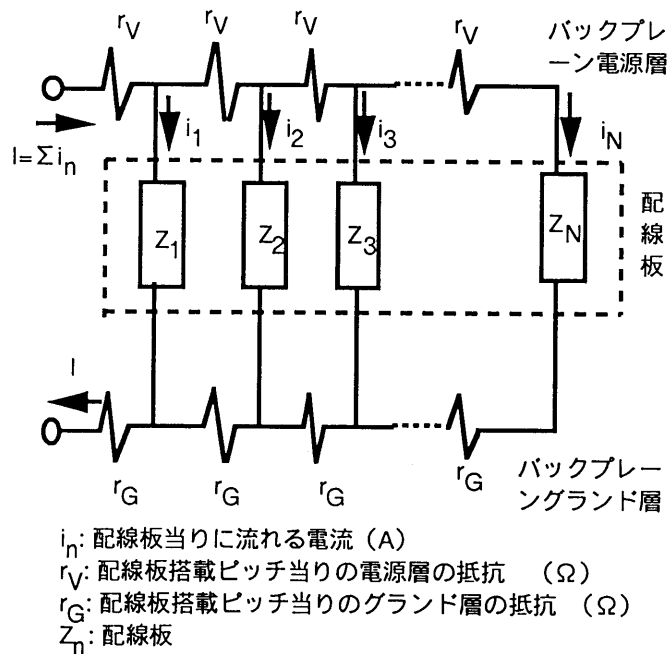 rV rV rV rV
バックプレ
ーン電源層
I=Σin
i1 i2 i3 iN
Z1 Z2 Z3 ZN
配線板
I
rG rG rG rG
バックプレー
ングランド層
in: 配線板当りに流れる電流(A)
rV: 配線板搭載ピッチ当りの電源層の抵抗 (Ω)
rG: 配線板搭載ピッチ当りのグランド層の抵抗 (Ω)
Zn: 配線板